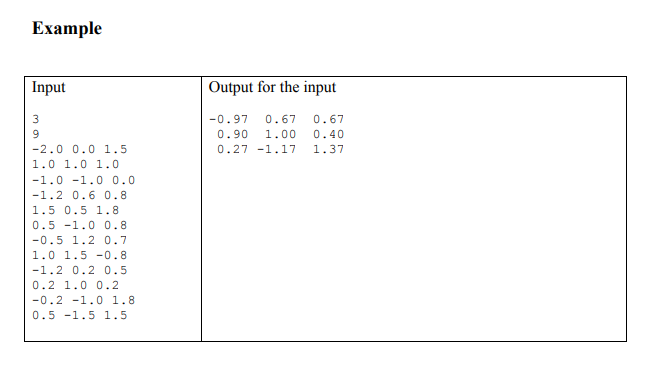 Example
Input
3
9
-2.0 0.0 1.5
1.0 1.0 1.0
-1.0 -1.0 0.0
-1.2 0.6 0.8
1.5 0.5 1.8
0.5 -1.0 0.8
-0.5 1.2 0.7
1.0 1.5 -0.8
-1.2 0.2 0.5
0.2 1.0 0.2
-0.2 -1.0 1.8
0.5 -1.5 1.5
Output for the input
-0.97  0.67  0.67
 0.90  1.00  0.40
 0.27 -1.17  1.37